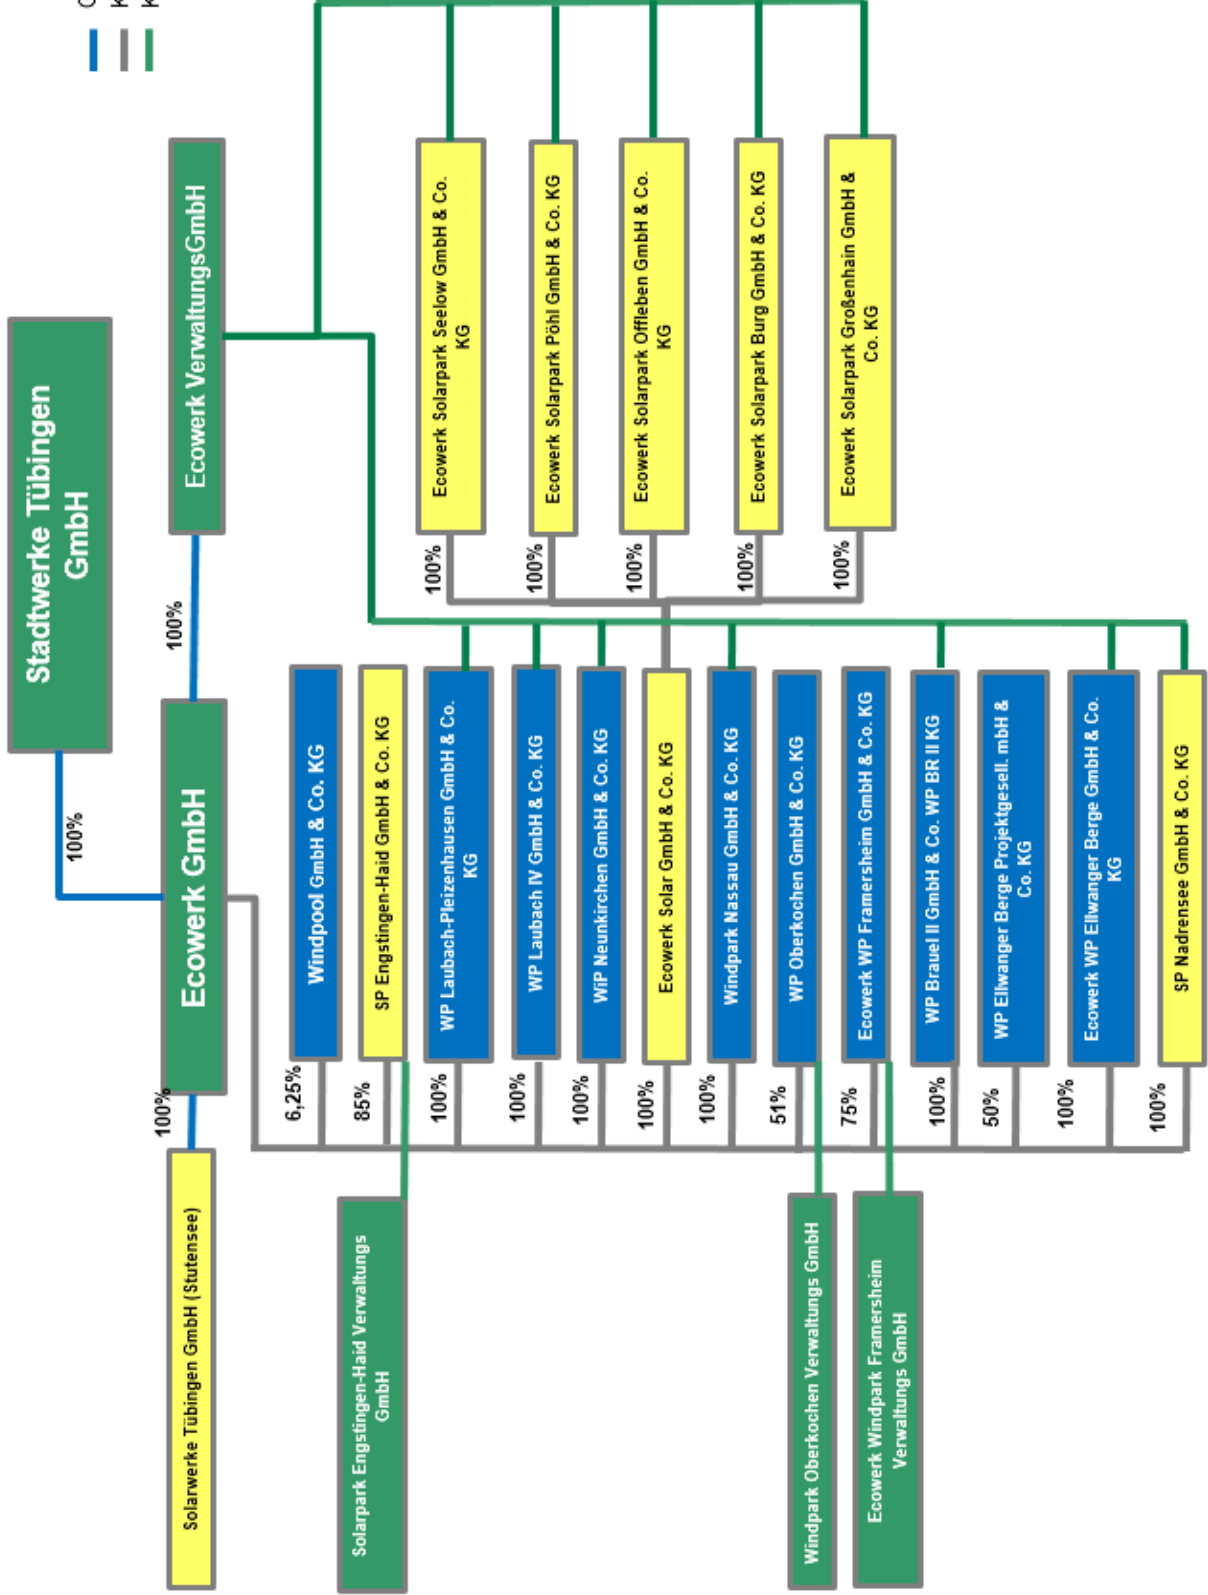 Stadtwerke Tübingen
GmbH
100%
Ecowerk GmbH
100%
Ecowerk VerwaltungsGmbH
100%
Solarwerke Tübingen GmbH (Stutensee)
6,25%
Windpool GmbH & Co. KG
85%
SP Engstingen-Haid GmbH & Co. KG
Solarpark Engstingen-Haid Verwaltungs
GmbH
100%
WP Laubach-Pleizenhausen GmbH & Co.
KG
100%
WP Laubach IV GmbH & Co. KG
100%
WiP Neunkirchen GmbH & Co. KG
100%
Ecowerk Solar GmbH & Co. KG
100%
Windpark Nassau GmbH & Co. KG
51%
WP Oberkochen GmbH & Co. KG
Windpark Oberkochen Verwaltungs GmbH
75%
Ecowerk WP Framersheim GmbH & Co. KG
Ecowerk Windpark Framersheim
Verwaltungs GmbH
100%
WP Brauel II GmbH & Co. WP BR II KG
50%
WP Ellwanger Berge Projektgesell. mbH &
Co. KG
100%
Ecowerk WP Ellwanger Berge GmbH & Co.
KG
100%
SP Nadrensee GmbH & Co. KG
100%
Ecowerk Solarpark Seelow GmbH & Co.
KG
100%
Ecowerk Solarpark Pöhl GmbH & Co. KG
100%
Ecowerk Solarpark Offleben GmbH & Co.
KG
100%
Ecowerk Solarpark Burg GmbH & Co. KG
100%
Ecowerk Solarpark Großenhain GmbH &
Co. KG